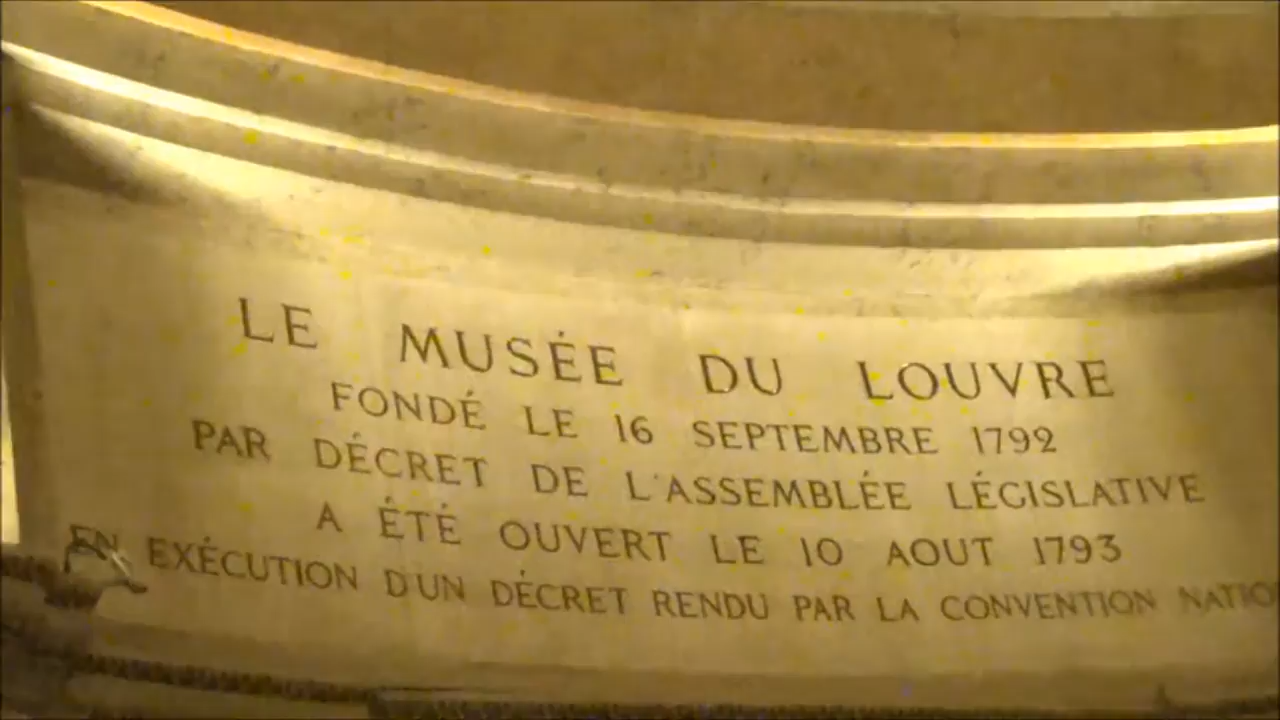 LE MUSÉE DU LOUVRE
FONDÉ LE 16 SEPTEMBRE 1792
PAR DÉCRET DE L'ASSEMBLÉE LÉGISLATIVE
A ÉTÉ OUVERT LE 10 AOUT 1793
EN EXÉCUTION D'UN DÉCRET RENDU PAR LA CONVENTION NATIO